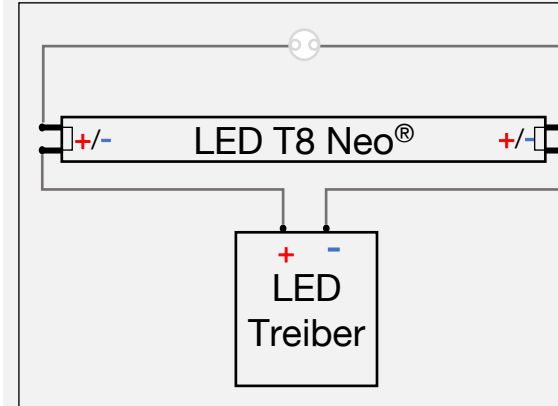 +/- LED T8 Neo® +/-
+ -
LED
Treiber